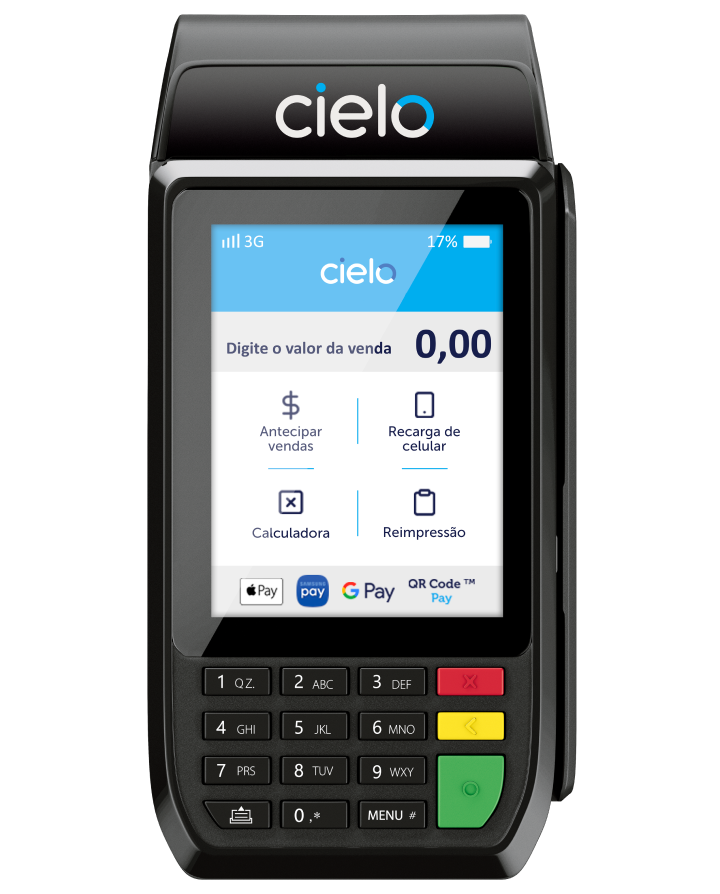 cielo
3G 17%
cielo
Digite o valor da venda 0,00
Antecipar
vendas
Recarga de
celular
Calculadora
Reimpressão
Pay
SAMSUNG
pay
G Pay
QR Code ™
Pay
1 QZ. 2 ABC 3 DEF
4 GHI 5 JKL 6 MNO
7 PRS 8 TUV 9 WXY
0 ,* MENU #